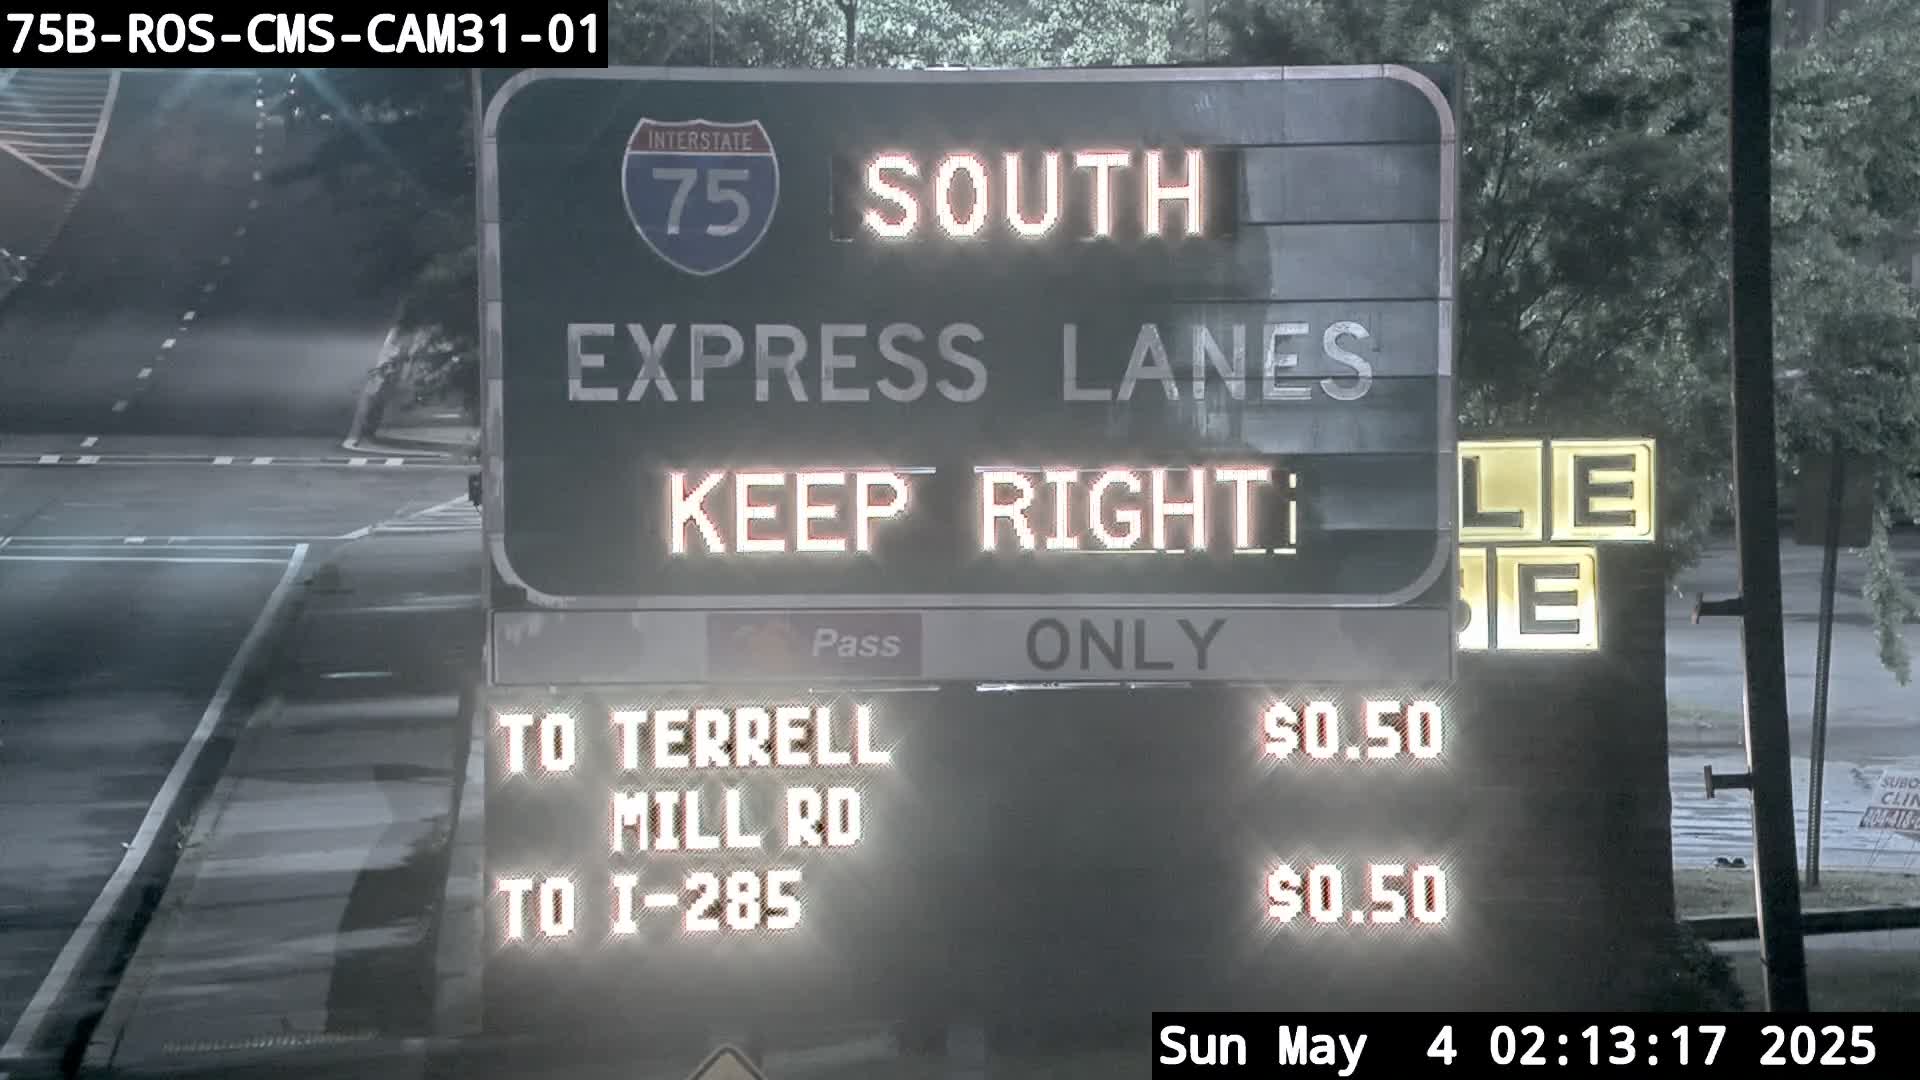 75B-ROS-CMS-CAM31-01
INTERSTATE
75
SOUTH
EXPRESS LANES
KEEP RIGHT
Pass ONLY
TO TERRELL $0.50
MILL RD
TO I-285 $0.50
LE
E
Sun May 4 02:13:17 2025